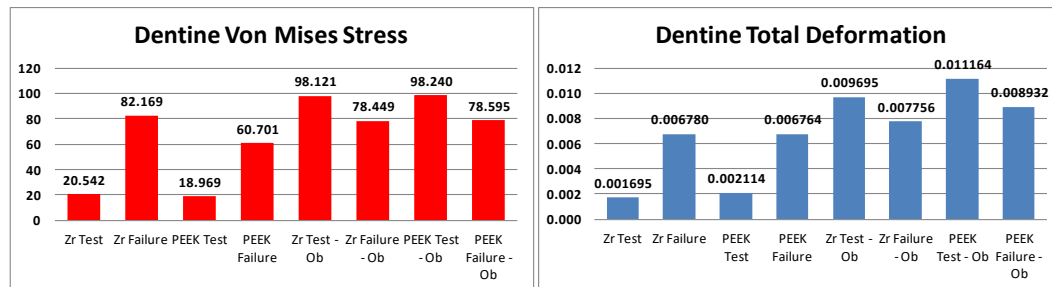 Dentine Von Mises Stress
120
100
80
60
40
20
0
20.542
82.169
18.969
60.701
98.121
78.449
98.240
78.595
Zr Test
Zr Failure
PEEK Test
PEEK
Failure
Zr Test -
Ob
Zr Failure
- Ob
PEEK Test
- Ob
PEEK
Failure -
Ob
Dentine Total Deformation
0.012
0.010
0.008
0.006
0.004
0.002
0.000
0.001695
0.006780
0.002114
0.006764
0.009695
0.007756
0.011164
0.008932
Zr Test
Zr Failure
PEEK
Test
PEEK
Failure
Zr Test -
Ob
Zr Failure
- Ob
PEEK
Test - Ob
PEEK
Failure -
Ob